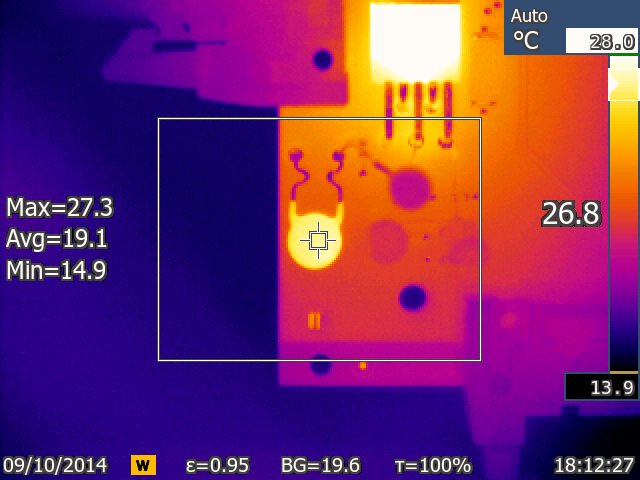 Auto
°C 28.0
Max=27.3
Avg=19.1
Min=14.9
26.8
13.9
09/10/2014 W ε=0.95 BG=19.6 τ=100% 18:12:27